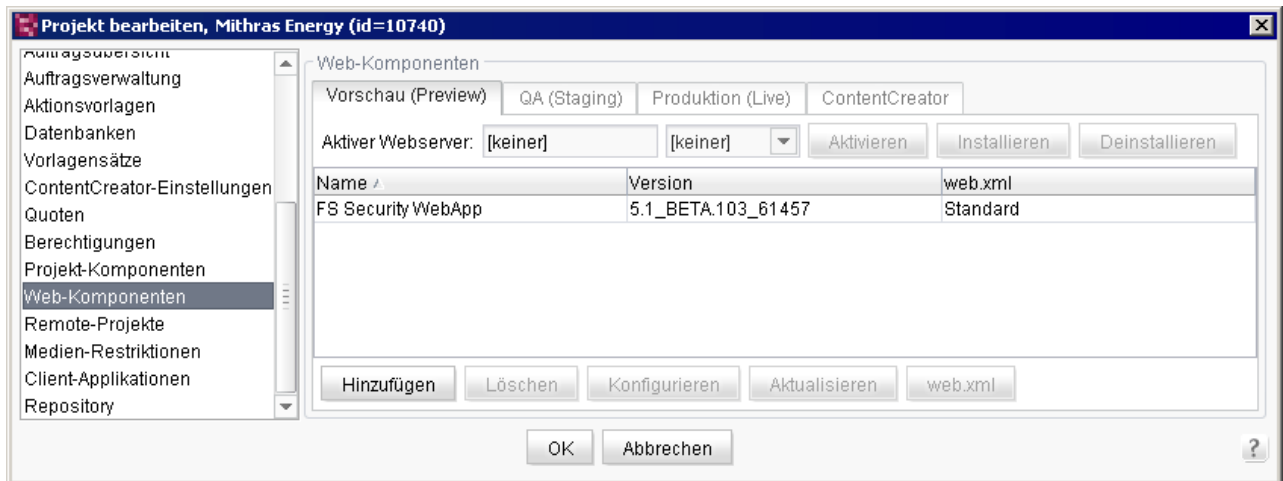 Projekt bearbeiten, Mithras Energy (id=10740)
Auftragsübersicht
Auftragsverwaltung
Aktionsvorlagen
Datenbanken
Vorlagensätze
ContentCreator-Einstellungen
Quoten
Berechtigungen
Projekt-Komponenten
Web-Komponenten
Remote-Projekte
Medien-Restriktionen
Client-Applikationen
Repository
Web-Komponenten
Vorschau (Preview) QA (Staging) Produktion (Live) ContentCreator
Aktiver Webserver: [keiner] [keiner] Aktivieren Installieren Deinstallieren
Name Version web.xml
FS Security WebApp 5.1_BETA.103_61457 Standard
Hinzufügen Löschen Konfigurieren Aktualisieren web.xml
OK Abbrechen ?